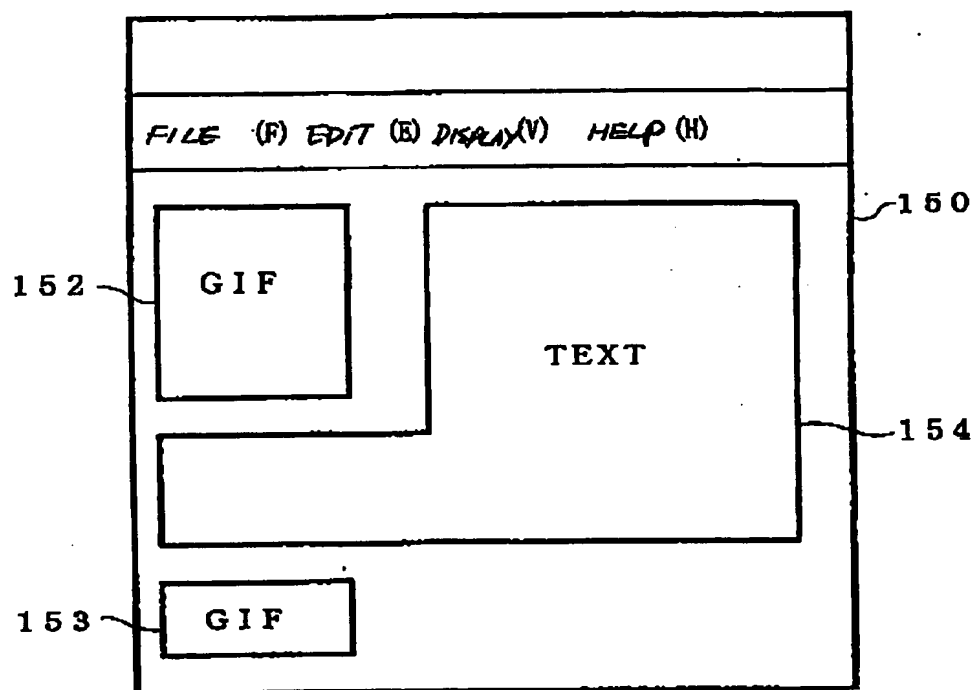 FILE (F) EDIT (E) DISPLAY (V) HELP (H)
150
152
GIF
TEXT
154
153
GIF